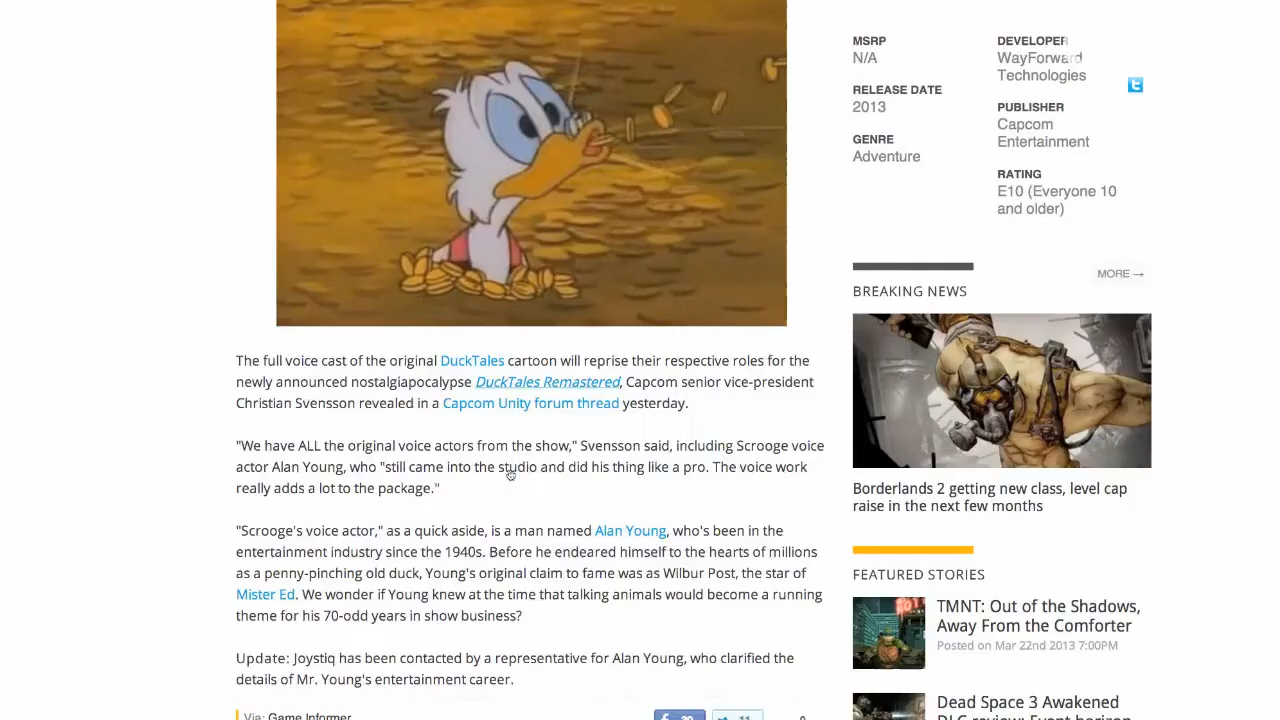 MSRP
N/A
RELEASE DATE
2013
GENRE
Adventure
DEVELOPER
WayForward
Technologies
PUBLISHER
Capcom
Entertainment
RATING
E10 (Everyone 10
and older)
The full voice cast of the original DuckTales cartoon will reprise their respective roles for the
newly announced nostalgiapocalypse DuckTales Remastered, Capcom senior vice-president
Christian Svensson revealed in a Capcom Unity forum thread yesterday.
"We have ALL the original voice actors from the show," Svensson said, including Scrooge voice
actor Alan Young, who "still came into the studio and did his thing like a pro. The voice work
really adds a lot to the package."
"Scrooge's voice actor," as a quick aside, is a man named Alan Young, who's been in the
entertainment industry since the 1940s. Before he endeared himself to the hearts of millions
as a penny-pinching old duck, Young's original claim to fame was as Wilbur Post, the star of
Mister Ed. We wonder if Young knew at the time that talking animals would become a running
theme for his 70-odd years in show business?
Update: Joystiq has been contacted by a representative for Alan Young, who clarified the
details of Mr. Young's entertainment career.
Via: Game Informer
MORE →
BREAKING NEWS
Borderlands 2 getting new class, level cap
raise in the next few months
FEATURED STORIES
TMNT: Out of the Shadows,
Away From the Comforter
Posted on Mar 22nd 2013 7:00PM
Dead Space 3 Awakened
DLC review: Event horizon